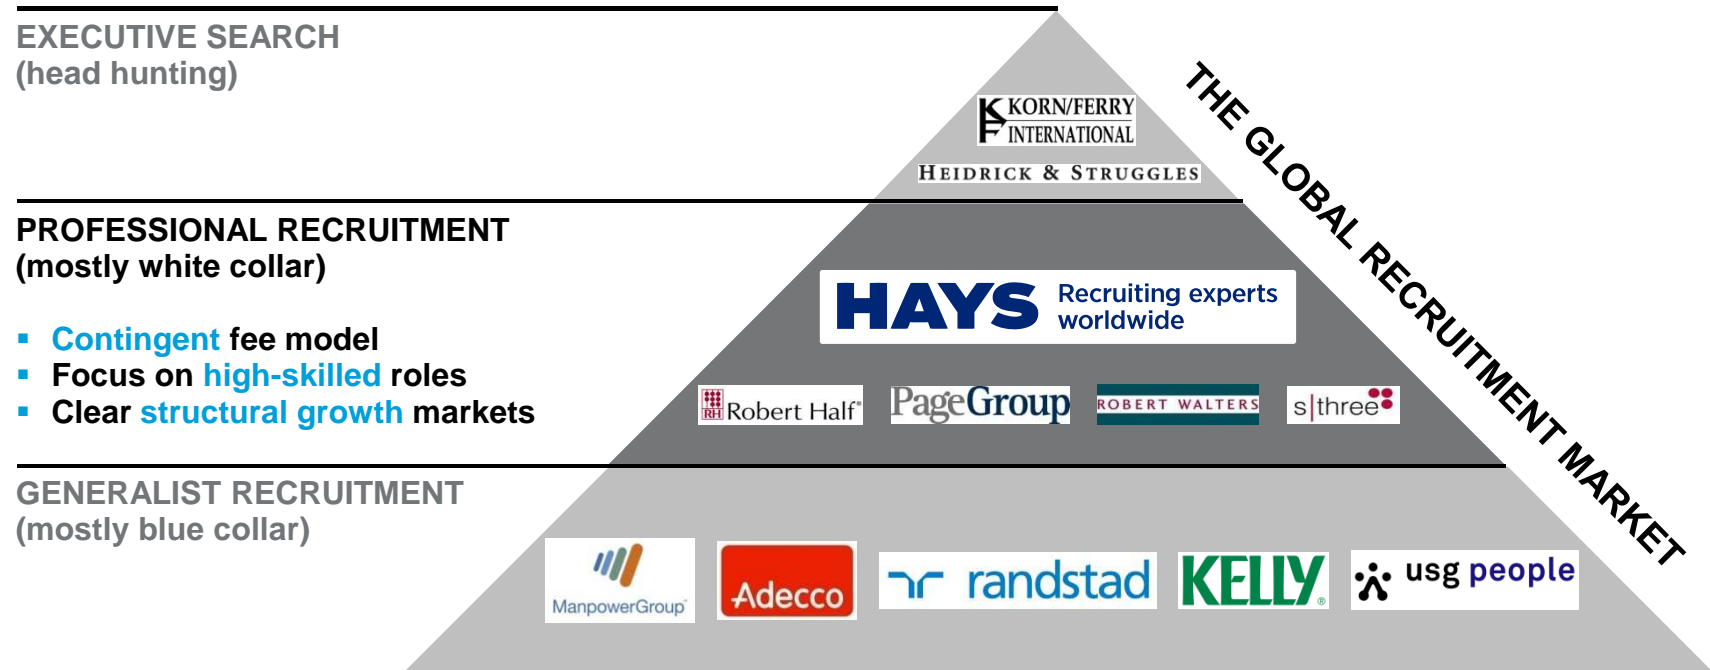 EXECUTIVE SEARCH
(head hunting)
KORN/FERRY
INTERNATIONAL
HEIDRICK & STRUGGLES
THE GLOBAL RECRUITMENT MARKET
PROFESSIONAL RECRUITMENT
(mostly white collar)
▪ Contingent fee model
▪ Focus on high-skilled roles
▪ Clear structural growth markets
HAYS Recruiting experts
worldwide
RH Robert Half®
PageGroup
ROBERT WALTERS
s|three
GENERALIST RECRUITMENT
(mostly blue collar)
ManpowerGroup™
Adecco
randstad
KELLY®
usg people